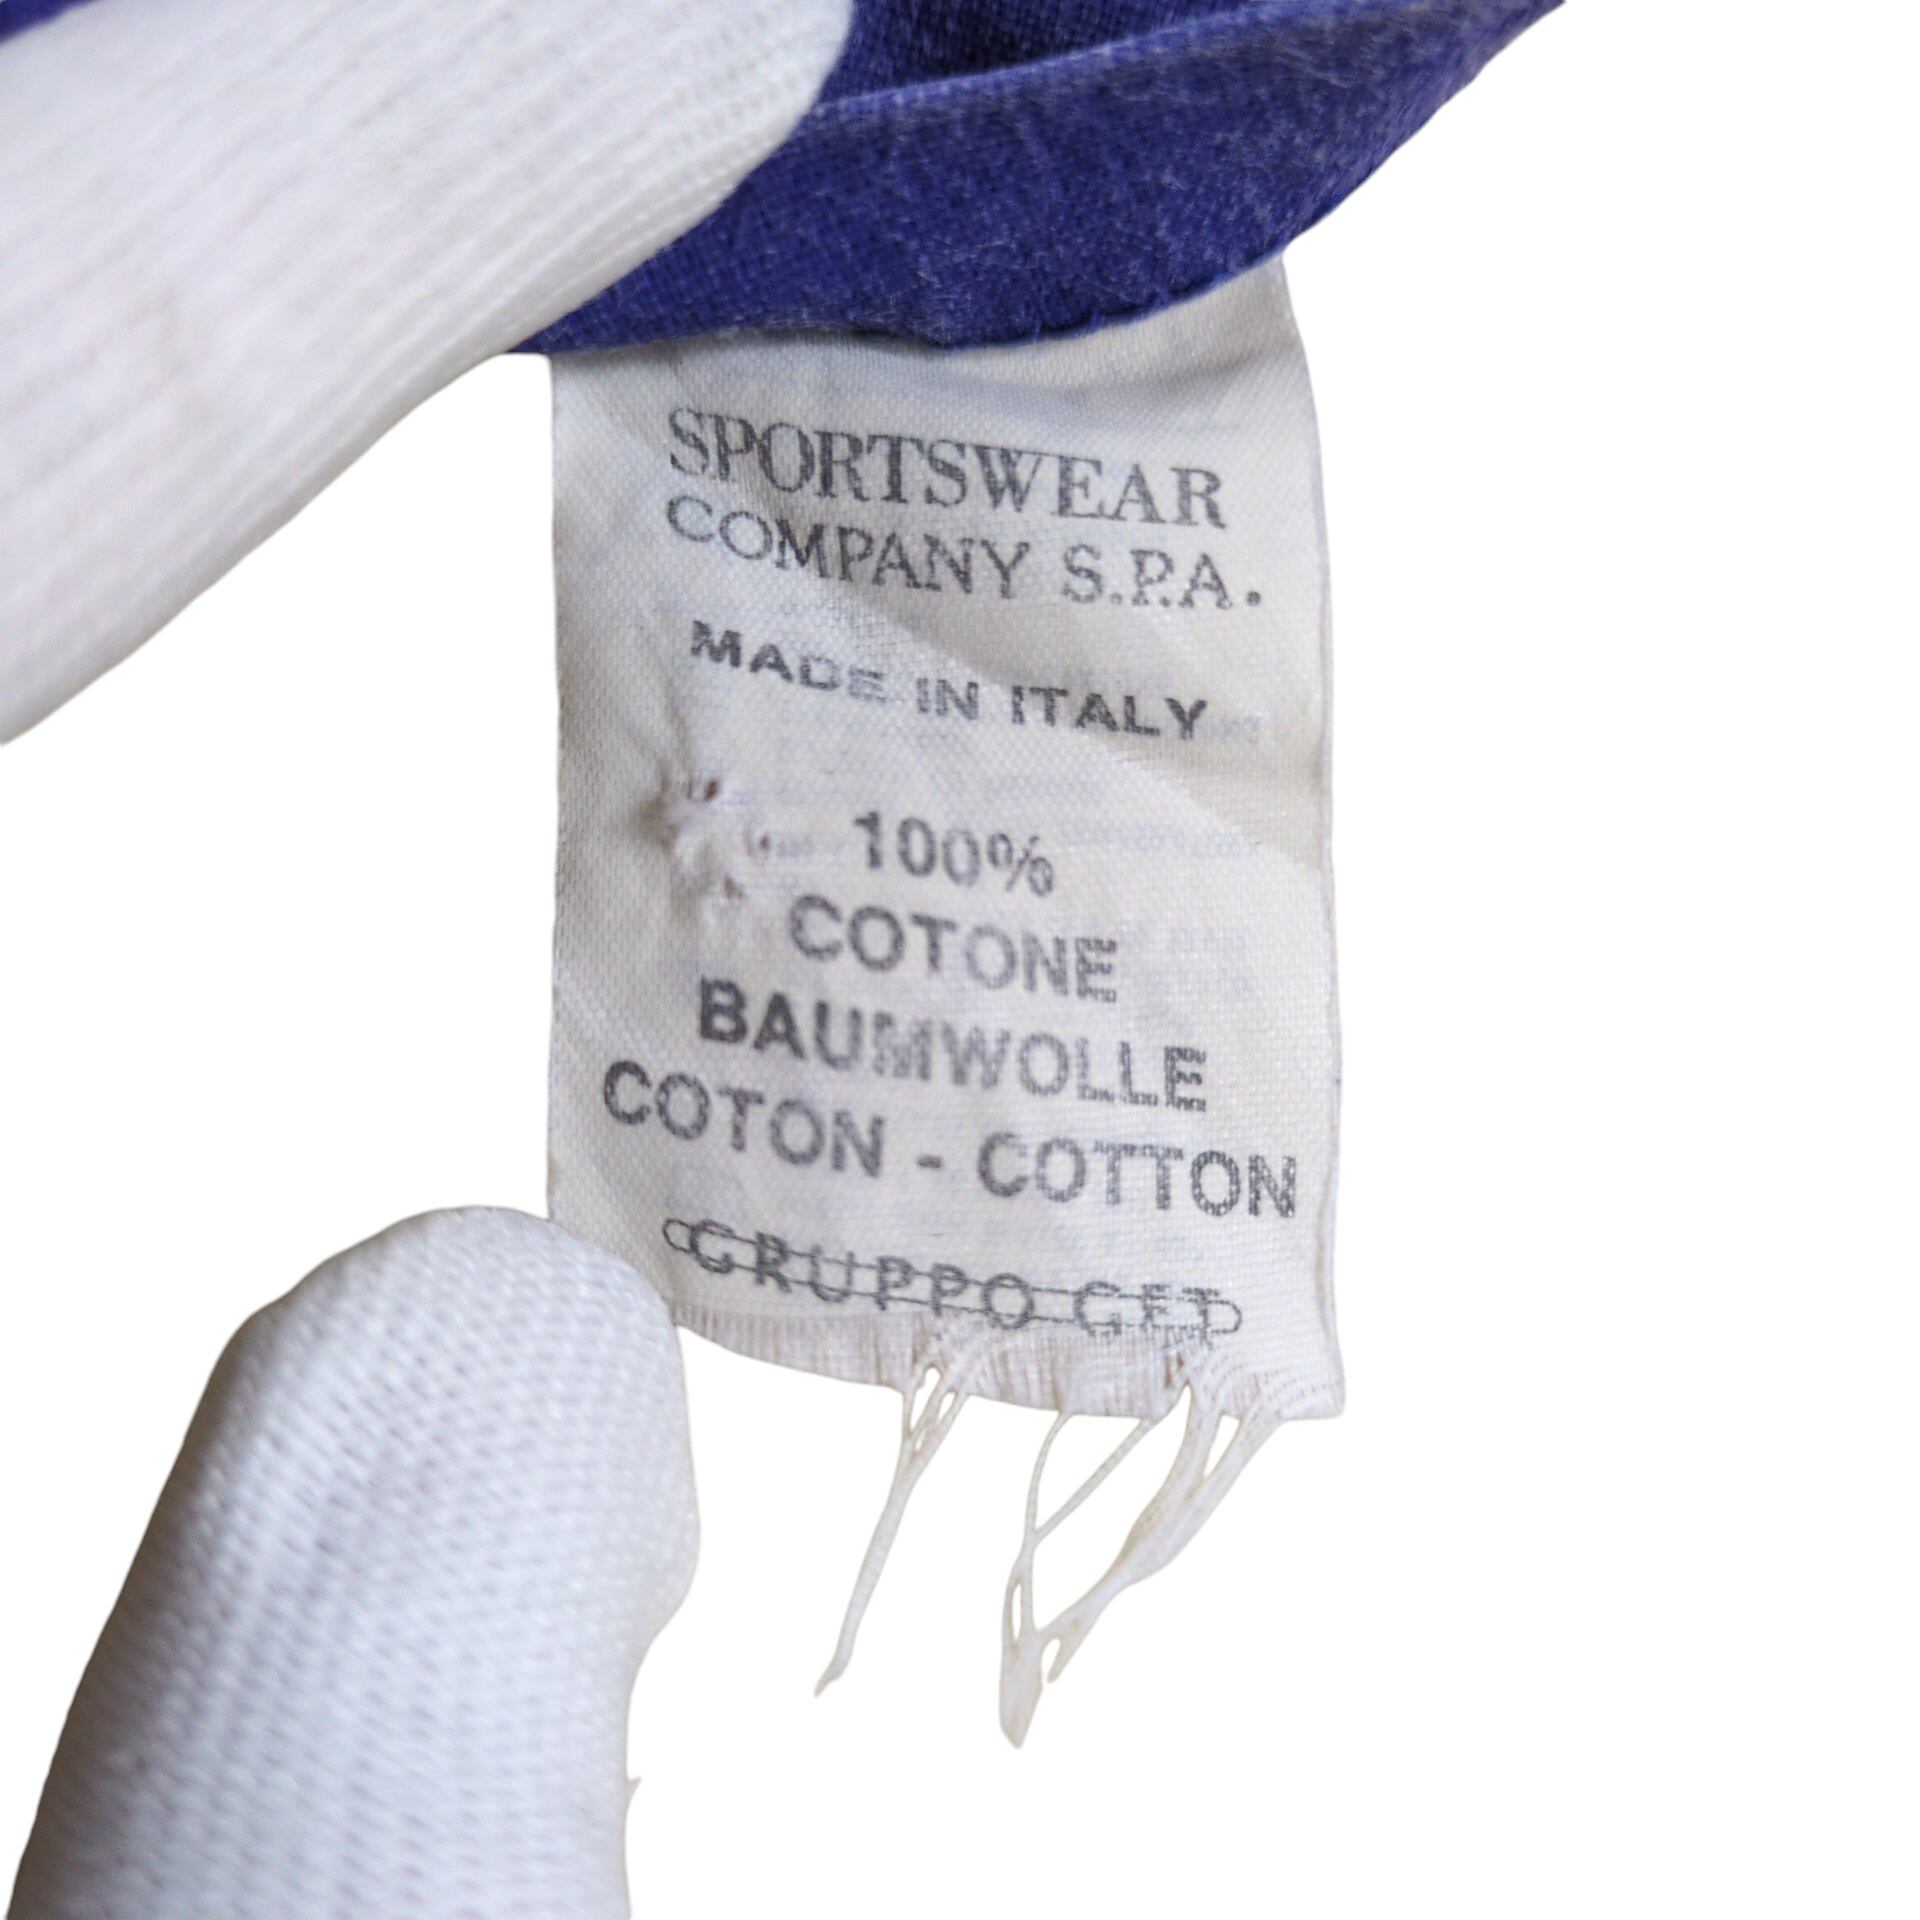 SPORTSWEAR
COMPANY S.P.A.
MADE IN ITALY
100%
COTONE
BAUMWOLLE
COTON - COTTON
GRUPPO GFT